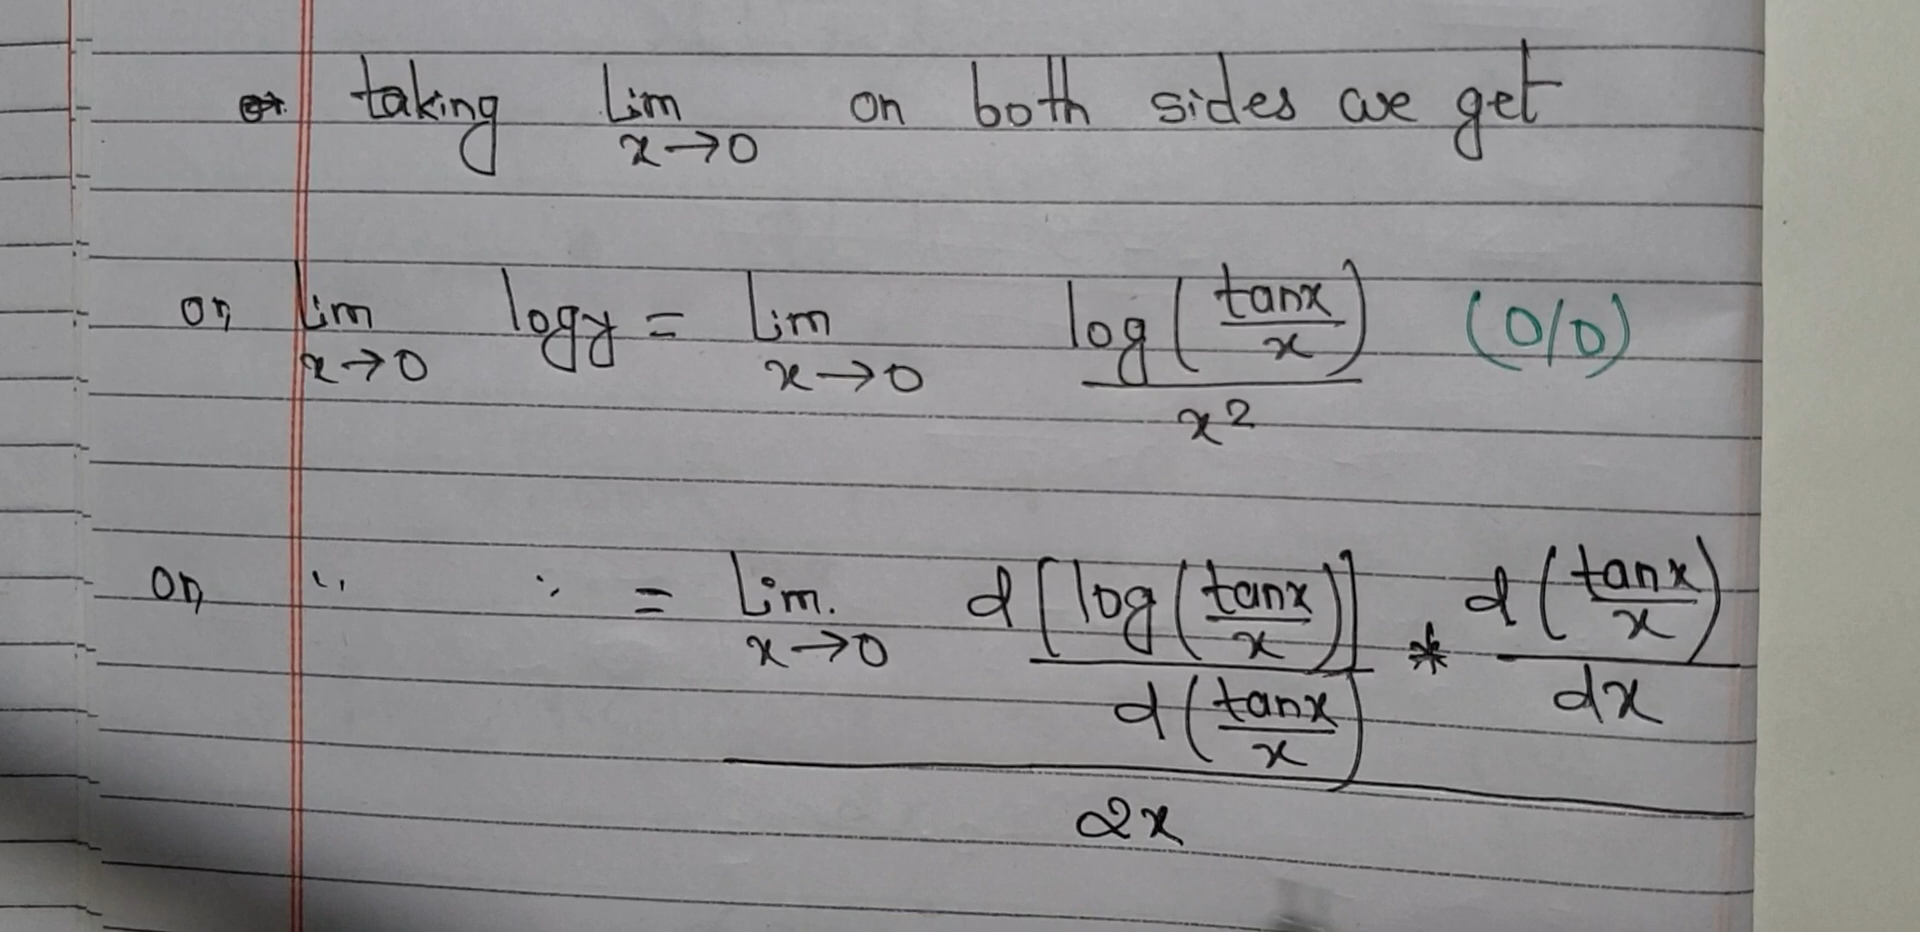 taking lim x→0 on both sides we get
or lim x→0 logy = lim x→0 log(tanx/x)/x² (0/0)
or ,, ,, = lim. x→0 d[log(tanx/x)]/d(tanx/x) * d(tanx/x)/dx
2x